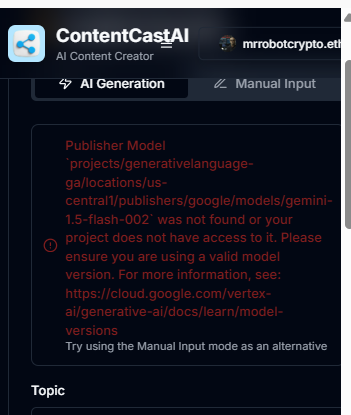 ContentCastAI
AI Content Creator
mrrobotcrypto.eth
AI Generation
Manual Input
Publisher Model
`projects/generativelanguage-
ga/locations/us-
central1/publishers/google/models/gemini-
1.5-flash-002` was not found or your
project does not have access to it. Please
ensure you are using a valid model
version. For more information, see:
https://cloud.google.com/vertex-
ai/generative-ai/docs/learn/model-
versions
Try using the Manual Input mode as an alternative
Topic